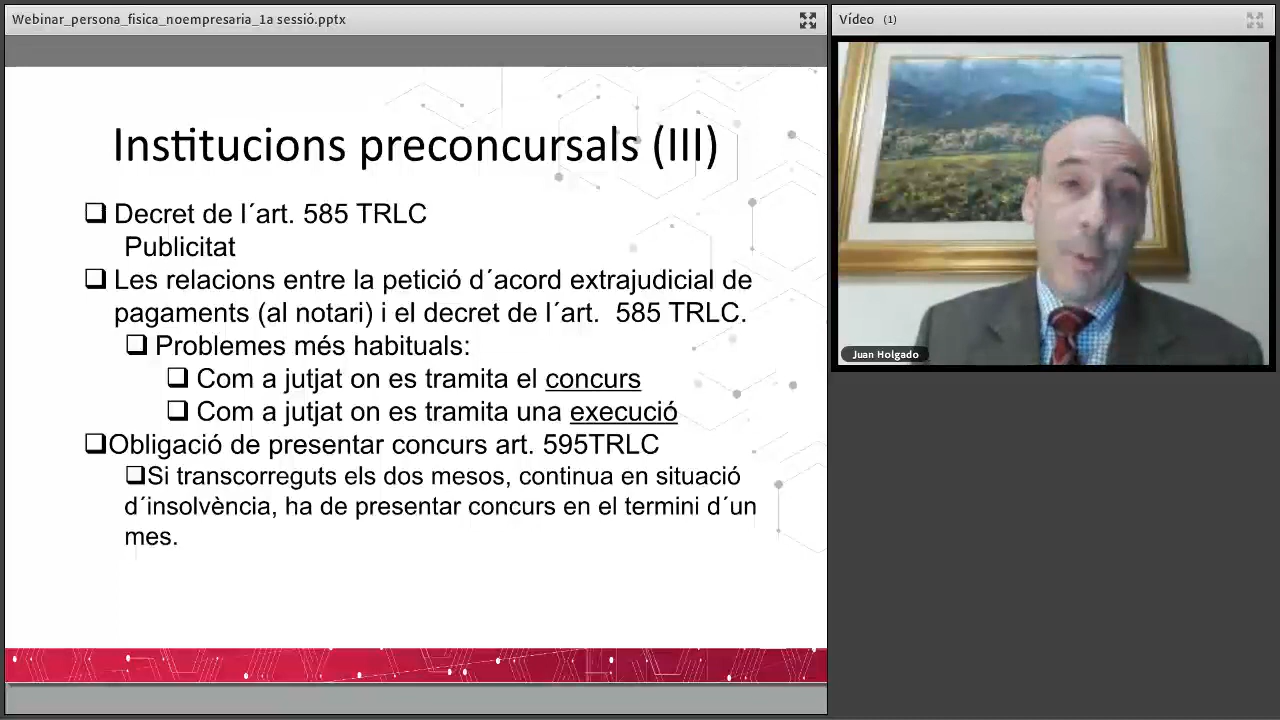 Webinar_persona_fisica_noempresaria_1a sessió.pptx
Vídeo (1)
Institucions preconcursals (III)
❑ Decret de l´art. 585 TRLC
Publicitat
❑ Les relacions entre la petició d´acord extrajudicial de
pagaments (al notari) i el decret de l´art. 585 TRLC.
❑ Problemes més habituals:
❑ Com a jutjat on es tramita el concurs
❑ Com a jutjat on es tramita una execució
❑Obligació de presentar concurs art. 595TRLC
❑Si transcorreguts els dos mesos, continua en situació
d´insolvència, ha de presentar concurs en el termini d´un
mes.
Juan Holgado